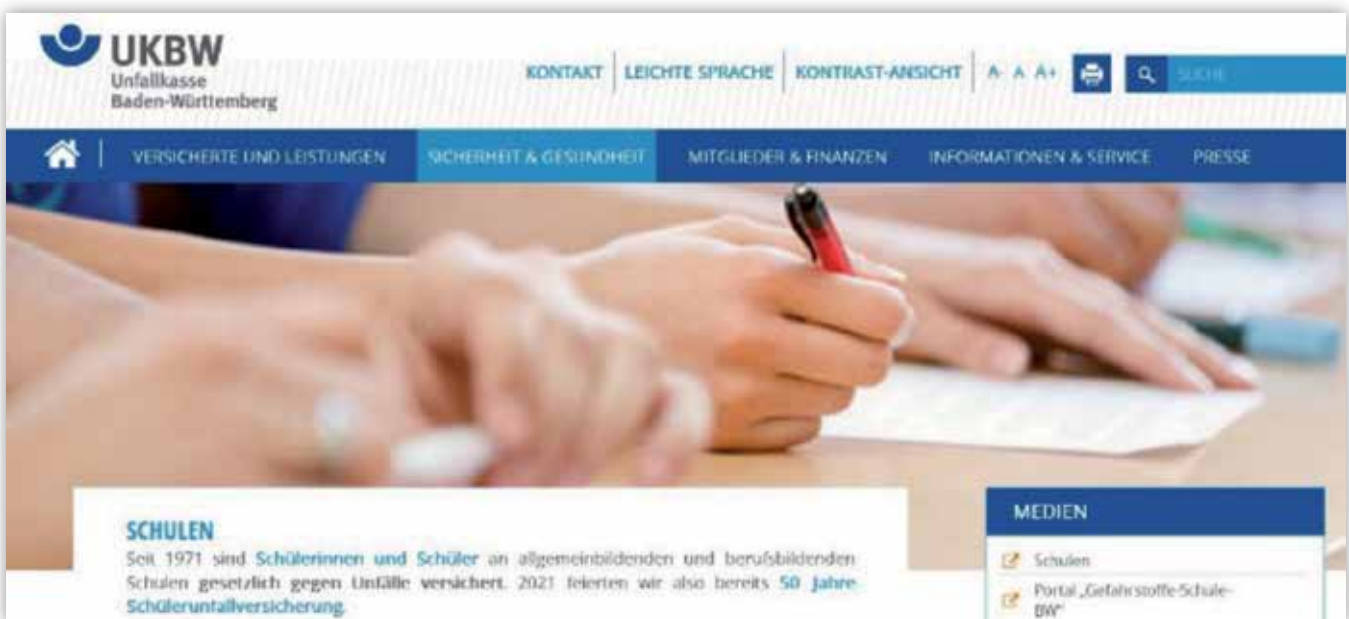 UKBW
Unfallkasse
Baden-Württemberg
KONTAKT LEICHTE SPRACHE KONTRAST-ANSICHT A- A A+ SUCHE
VERSICHERTE UND LEISTUNGEN SICHERHEIT & GESUNDHEIT MITGLIEDER & FINANZEN INFORMATIONEN & SERVICE PRESSE
SCHULEN
Seit 1971 sind Schülerinnen und Schüler an allgemeinbildenden und berufsbildenden
Schulen gesetzlich gegen Unfälle versichert. 2021 feierten wir also bereits 50 Jahre
Schülerunfallversicherung.
MEDIEN
Schulen
Portal „Gefahrstoffe-Schule-
BW"